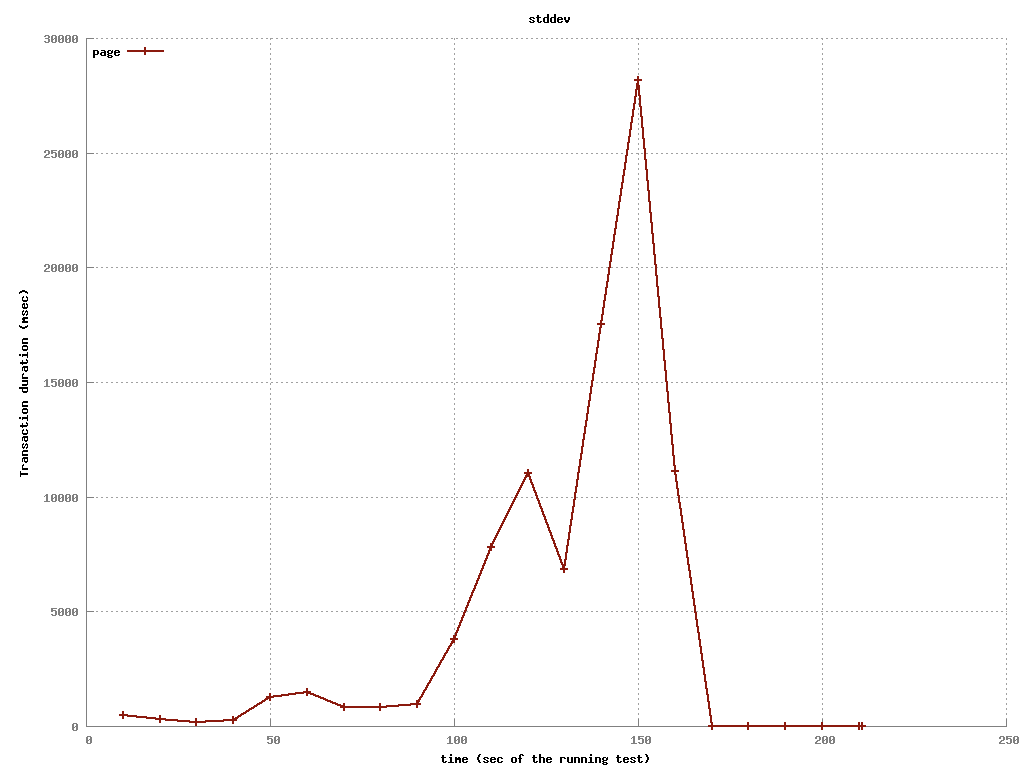 stddev
page
30000
25000
20000
15000
10000
5000
0
0 50 100 150 200 250
Transaction duration (msec)
time (sec of the running test)